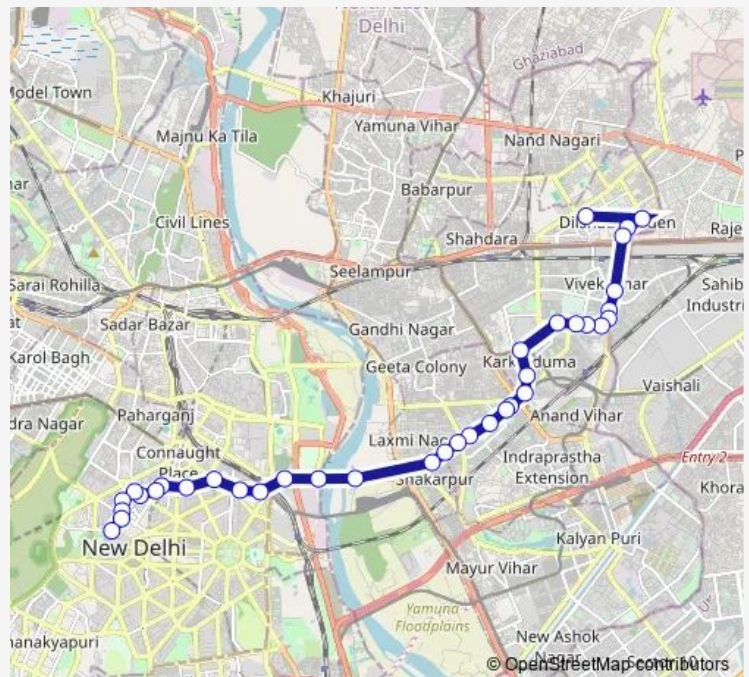 Delhi
Ghaziabad
Model Town
Khajuri
Majnu Ka Tila
Yamuna Vihar
Nand Nagari
Babarpur
Civil Lines
Shahdara
Raje
Seelampur
Sarai Rohilla
Sahib
Industri
Sadar Bazar
Gandhi Nagar
Karol Bagh
Geeta Colony
Vaishali
Paharganj
Anand Vihar
dra Nagar
Connaught
Place
Indraprastha
Extension
Entry 2
Shakarpur
Khora
New Delhi
Kalyan Puri
Mayur Vihar
Yamuna
Floodplains
anakyapuri
New Ashok
Nagar
© OpenStreetMap contributors